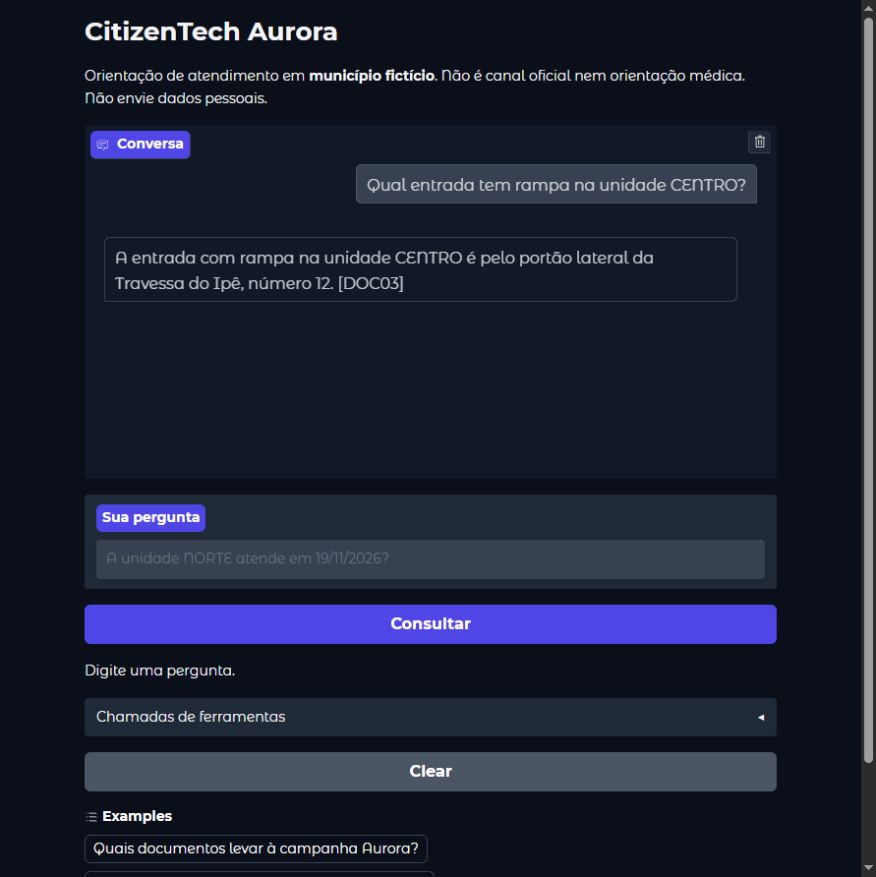 CitizenTech Aurora
Orientação de atendimento em município fictício. Não é canal oficial nem orientação médica.
Não envie dados pessoais.
Conversa
Qual entrada tem rampa na unidade CENTRO?
A entrada com rampa na unidade CENTRO é pelo portão lateral da
Travessa do Ipê, número 12. [DOC03]
Sua pergunta
A unidade NORTE atende em 19/11/2026?
Consultar
Digite uma pergunta.
Chamadas de ferramentas
Clear
Examples
Quais documentos levar à campanha Aurora?